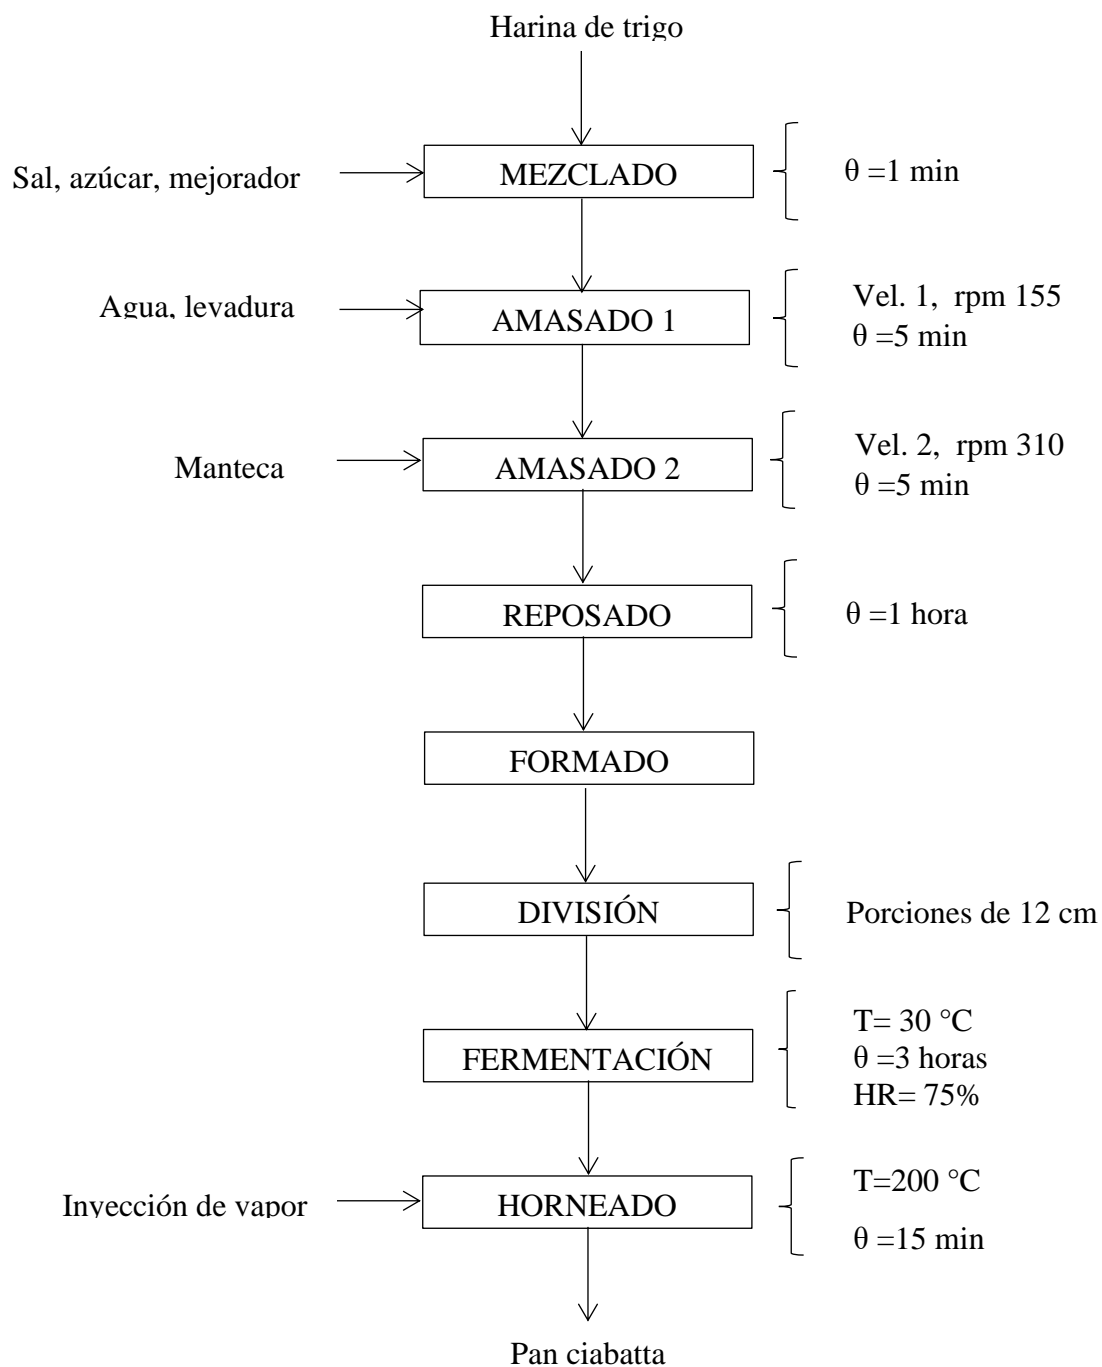 Harina de trigo
Sal, azúcar, mejorador
MEZCLADO
θ =1 min
Agua, levadura
AMASADO 1
Vel. 1, rpm 155
θ =5 min
Manteca
AMASADO 2
Vel. 2, rpm 310
θ =5 min
REPOSADO
θ =1 hora
FORMADO
DIVISIÓN
Porciones de 12 cm
FERMENTACIÓN
T= 30 °C
θ =3 horas
HR= 75%
Inyección de vapor
HORNEADO
T=200 °C
θ =15 min
Pan ciabatta